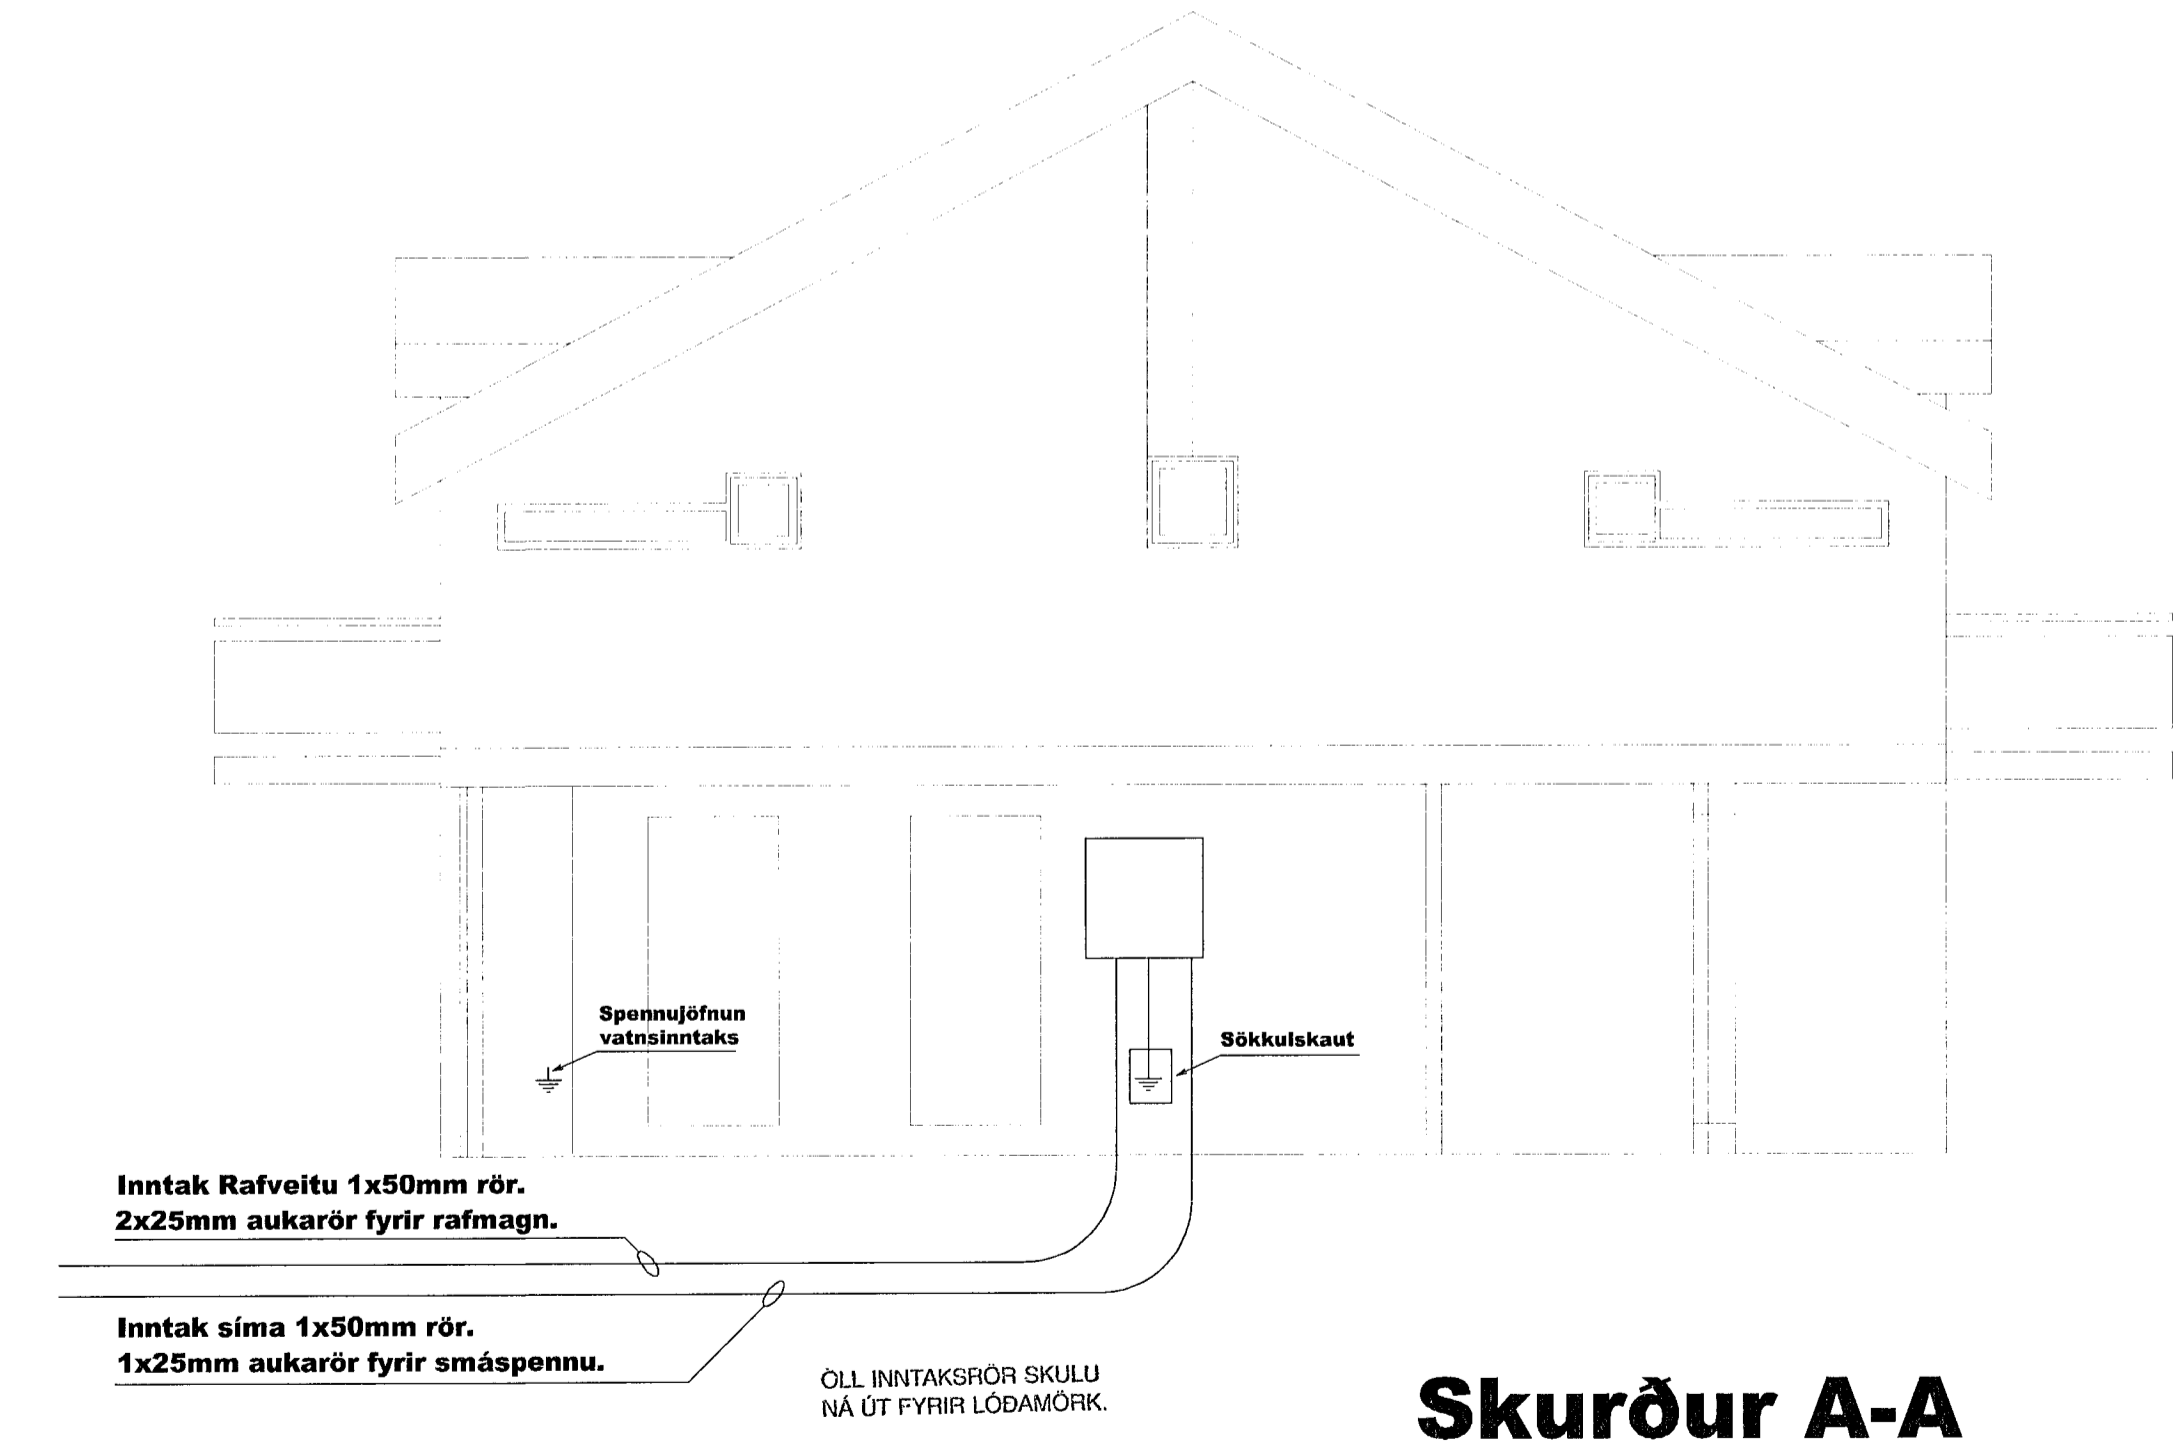 Spennujöfnun
vatnsinntaks
Sökkulskaut
Inntak Rafveitu 1x50mm rör.
2x25mm aukarör fyrir rafmagn.
Inntak síma 1x50mm rör.
1x25mm aukarör fyrir smáspennu.
ÖLL INNTAKSRÖR SKULU
NÁ ÚT FYRIR LÓÐAMÖRK.
Skurður A-A